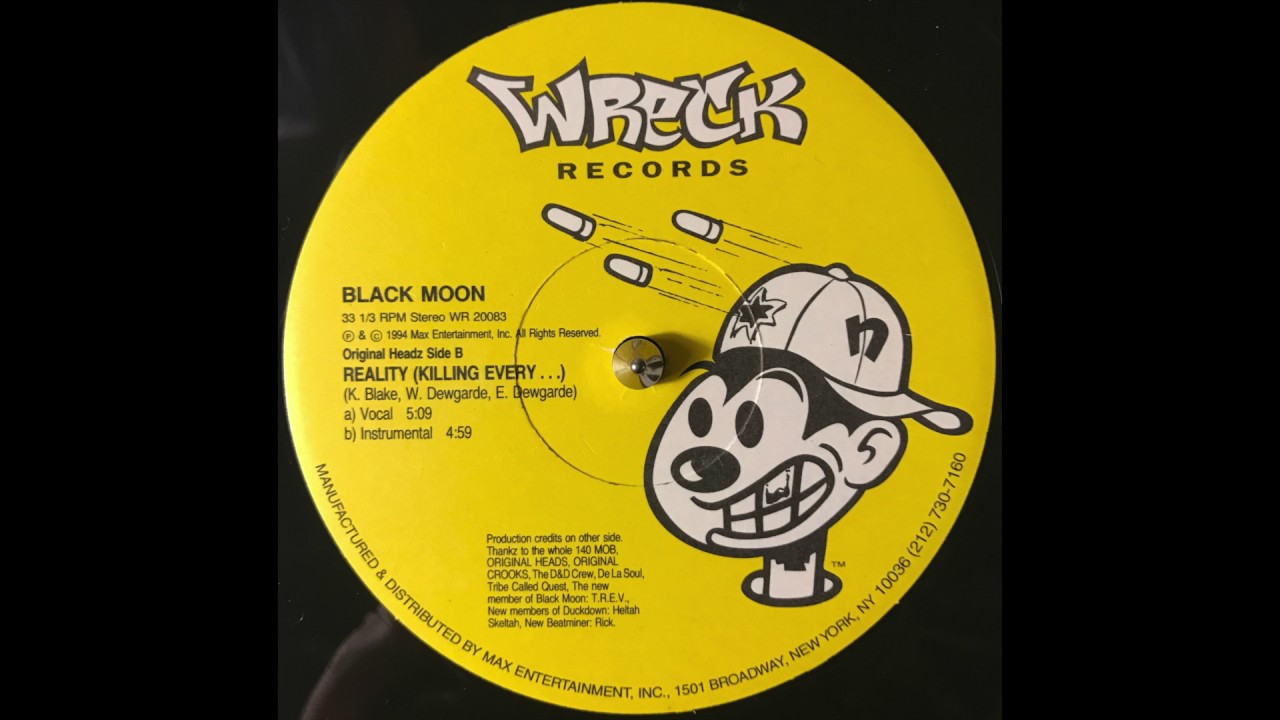 WRECK
RECORDS
n
BLACK MOON
33 1/3 RPM Stereo WR 20083
Ⓟ & © 1994 Max Entertainment, Inc. All Rights Reserved.
Original Headz Side B
REALITY (KILLING EVERY . . .)
(K. Blake, W. Dewgarde, E. Dewgarde)
a) Vocal 5:09
b) Instrumental 4:59
Production credits on other side.
Thankz to the whole 140 MOB,
ORIGINAL HEADS, ORIGINAL
CROOKS, The D&D Crew, De La Soul,
Tribe Called Quest, The new
member of Black Moon: T.R.E.V.,
New members of Duckdown: Heltah
Skeltah, New Beatminer: Rick.
TM
MANUFACTURED & DISTRIBUTED BY MAX ENTERTAINMENT, INC., 1501 BROADWAY, NEW YORK, NY 10036 (212) 730-7160